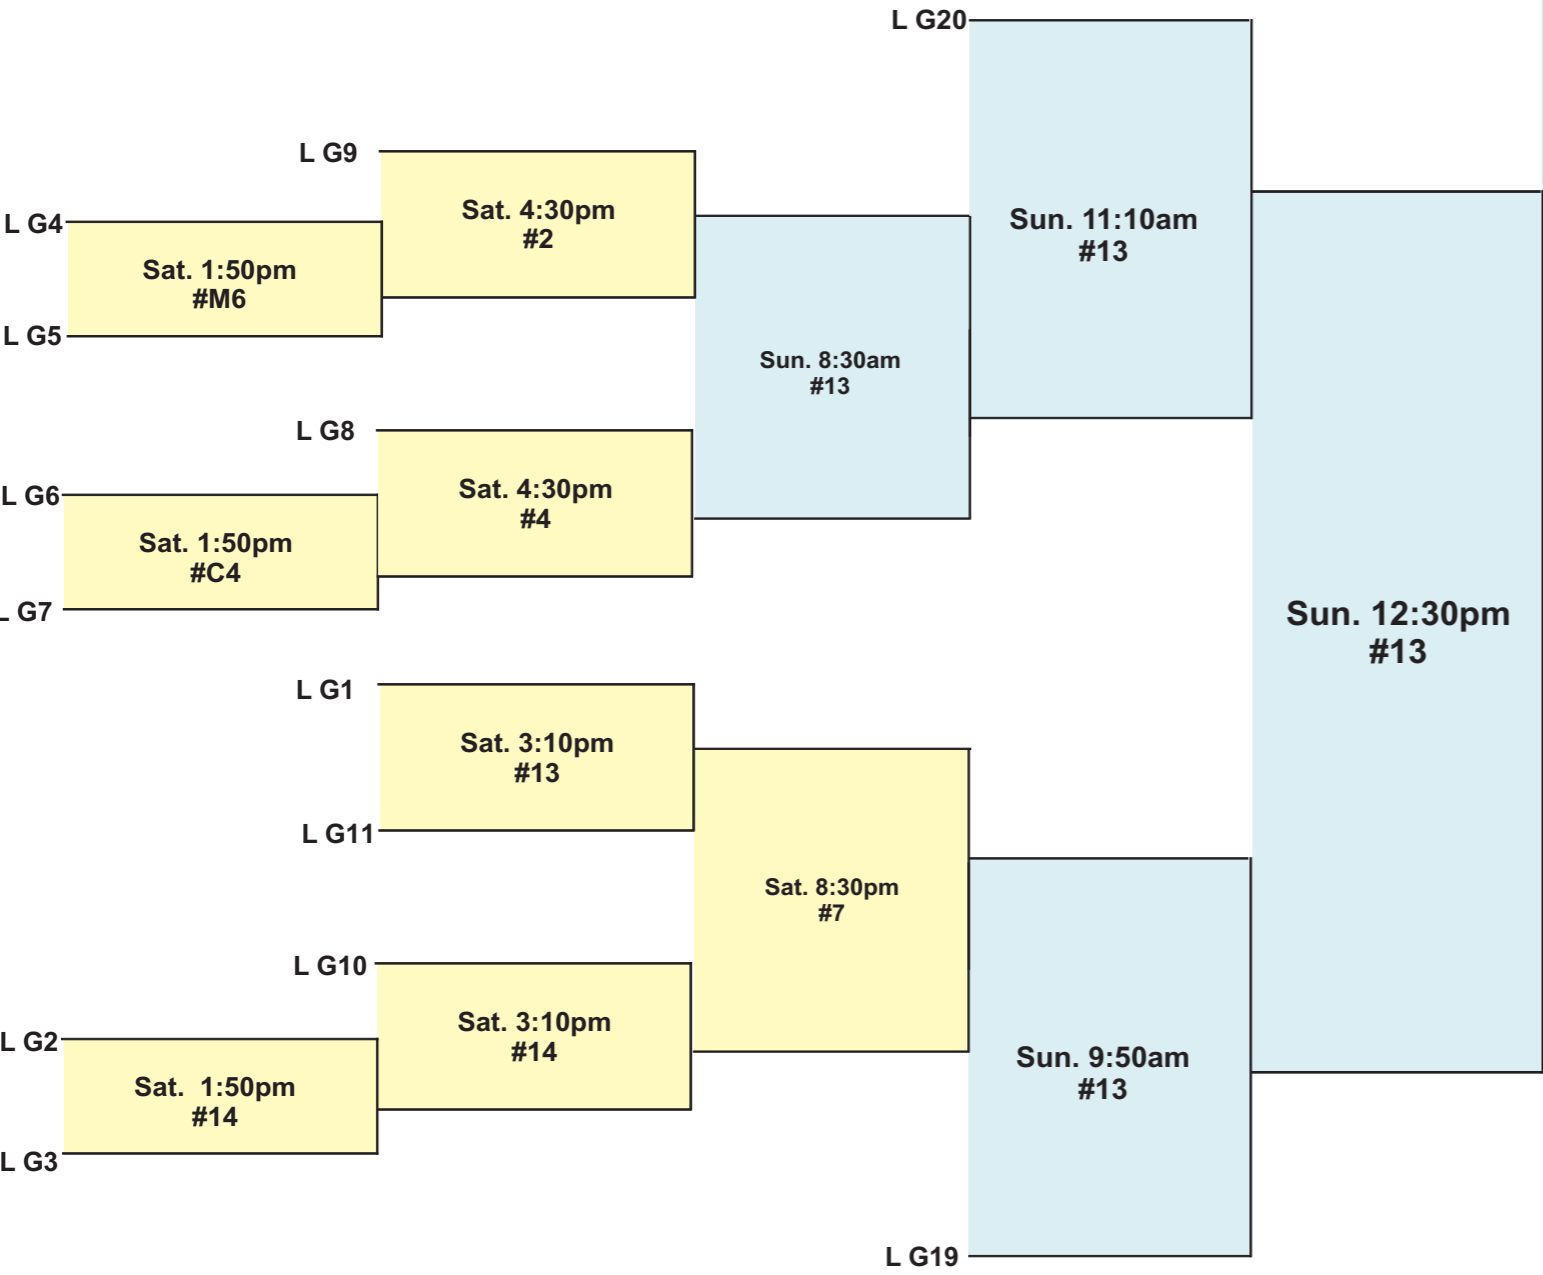 L G20
L G9
Sat. 4:30pm
#2
Sun. 11:10am
#13
L G4
Sat. 1:50pm
#M6
L G5
Sun. 8:30am
#13
L G8
Sat. 4:30pm
#4
L G6
Sat. 1:50pm
#C4
L G7
Sun. 12:30pm
#13
L G1
Sat. 3:10pm
#13
L G11
Sat. 8:30pm
#7
L G10
Sat. 3:10pm
#14
L G2
Sat. 1:50pm
#14
L G3
Sun. 9:50am
#13
L G19